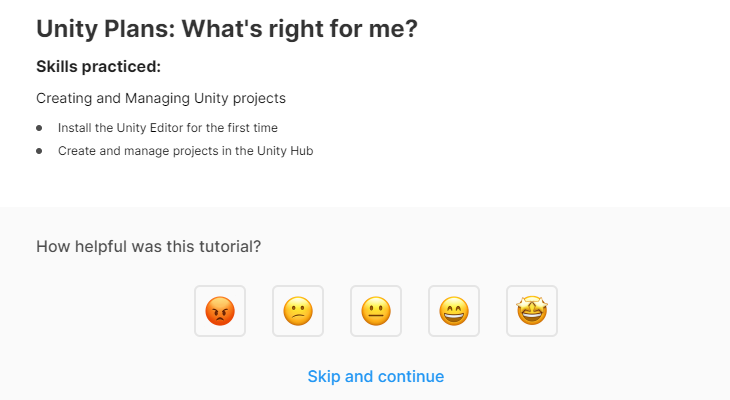 Unity Plans: What's right for me?
Skills practiced:
Creating and Managing Unity projects
Install the Unity Editor for the first time
Create and manage projects in the Unity Hub
How helpful was this tutorial?
Skip and continue